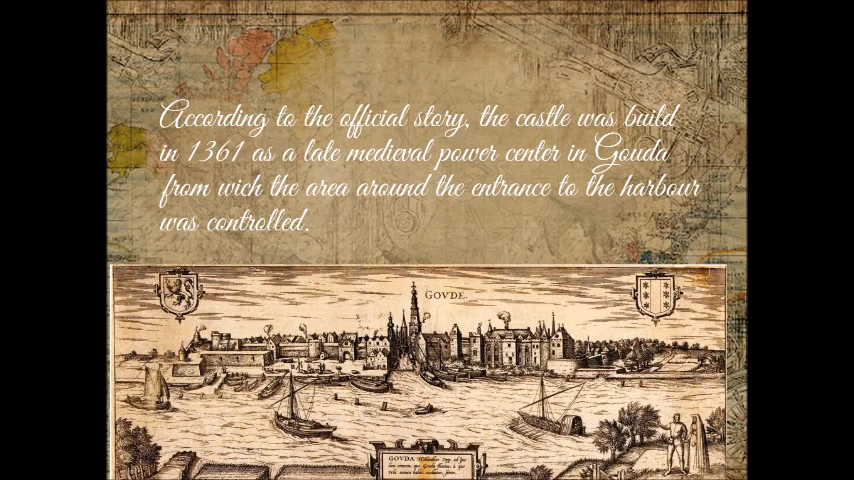 According to the official story, the castle was build
in 1361 as a late medieval power center in Gouda
from wich the area around the entrance to the harbour
was controlled.
GOVDE.
GOVDA